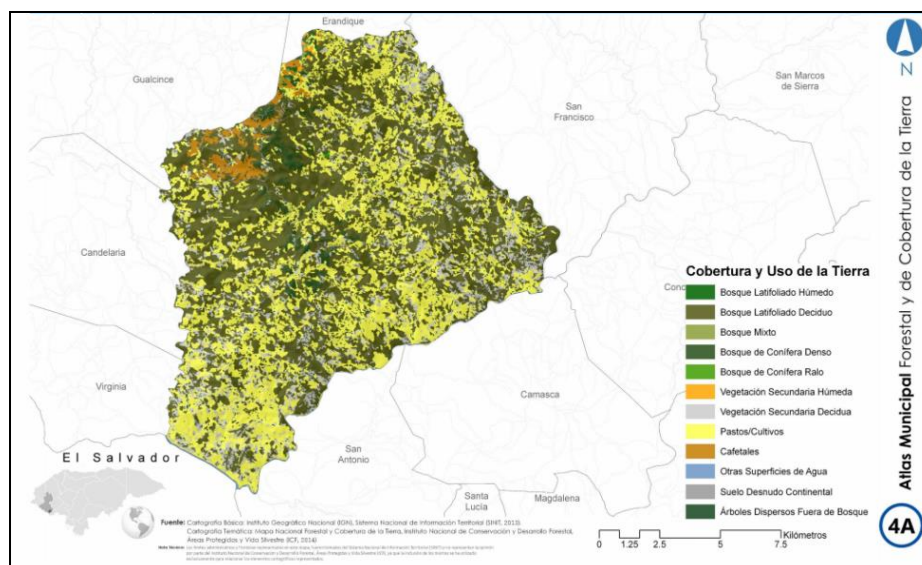 Erandique
Gualcince
San Marcos
de Sierra
San
Francisco
Candelaria
Virginia
Camasca
San
Antonio
Santa
Lucía
Magdalena
El Salvador
Cobertura y Uso de la Tierra
Bosque Latifoliado Húmedo
Bosque Latifoliado Deciduo
Bosque Mixto
Bosque de Conífera Denso
Bosque de Conífera Ralo
Vegetación Secundaria Húmeda
Vegetación Secundaria Decidua
Pastos/Cultivos
Cafetales
Otras Superficies de Agua
Suelo Desnudo Continental
Árboles Dispersos Fuera de Bosque
Fuente: Cartografía Básica: Instituto Geográfico Nacional (IGN), Sistema Nacional de Información Territorial (SINIT, 2013).
Cartografía Temática: Mapa Nacional Forestal y Cobertura de la Tierra, Instituto Nacional de Conservación y Desarrollo Forestal,
Áreas Protegidas y Vida Silvestre (ICF, 2014)
Kilómetros
0 1.25 2.5 5 7.5
N
Atlas Municipal Forestal y de Cobertura de la Tierra
4A